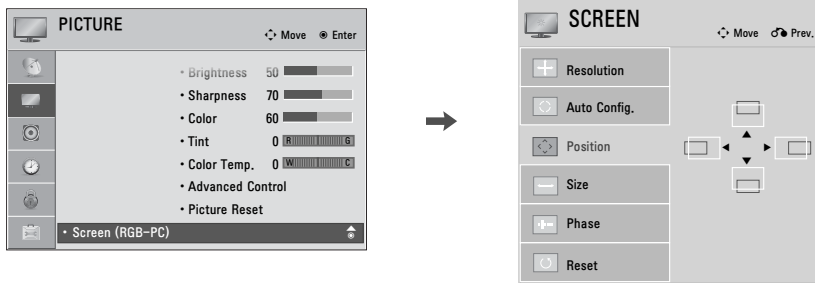 PICTURE
Move Enter
• Brightness 50
• Sharpness 70
• Color 60
• Tint 0 R G
• Color Temp. 0 W C
• Advanced Control
• Picture Reset
• Screen (RGB-PC)
SCREEN
Move Prev.
Resolution
Auto Config.
Position
Size
Phase
Reset